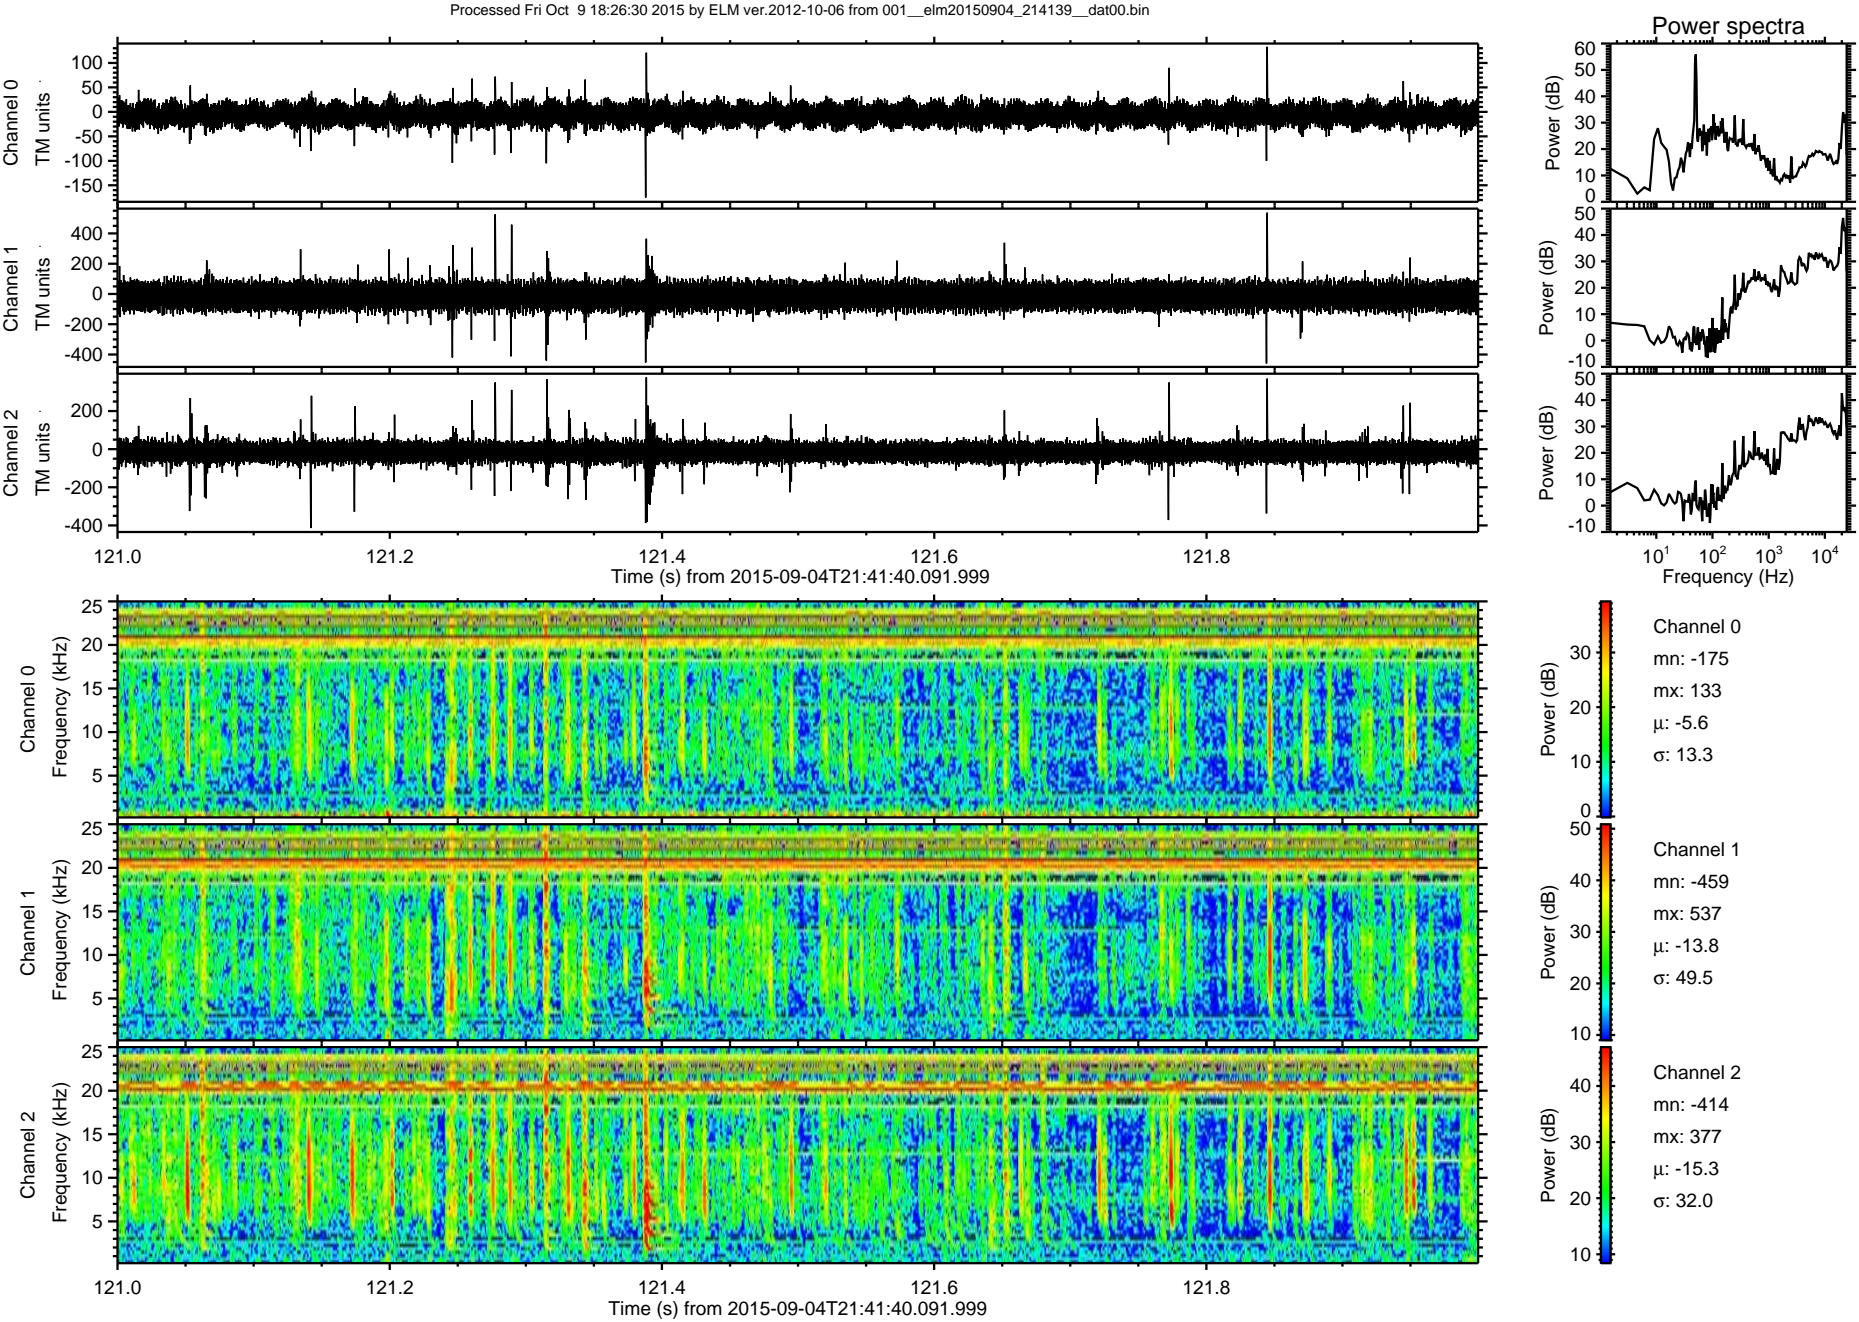 Processed Fri Oct  9 18:26:30 2015 by ELM ver.2012-10-06 from 001__elm20150904_214139__dat00.bin
Power spectra
Channel 0
TM units
100
50
0
-50
-100
-150
Power (dB)
60
50
40
30
20
10
0
Channel 1
TM units
400
200
0
-200
-400
Power (dB)
50
40
30
20
10
0
-10
Channel 2
TM units
200
0
-200
-400
Power (dB)
50
40
30
20
10
0
-10
121.0 121.2 121.4 121.6 121.8
Time (s) from 2015-09-04T21:41:40.091.999
10¹ 10² 10³ 10⁴
Frequency (Hz)
Channel 0
Frequency (kHz)
25
20
15
10
5
Power (dB)
30
20
10
0
Channel 0
mn: -175
mx: 133
μ: -5.6
σ: 13.3
Channel 1
Frequency (kHz)
25
20
15
10
5
Power (dB)
50
40
30
20
10
Channel 1
mn: -459
mx: 537
μ: -13.8
σ: 49.5
Channel 2
Frequency (kHz)
25
20
15
10
5
Power (dB)
40
30
20
10
Channel 2
mn: -414
mx: 377
μ: -15.3
σ: 32.0
121.0 121.2 121.4 121.6 121.8
Time (s) from 2015-09-04T21:41:40.091.999